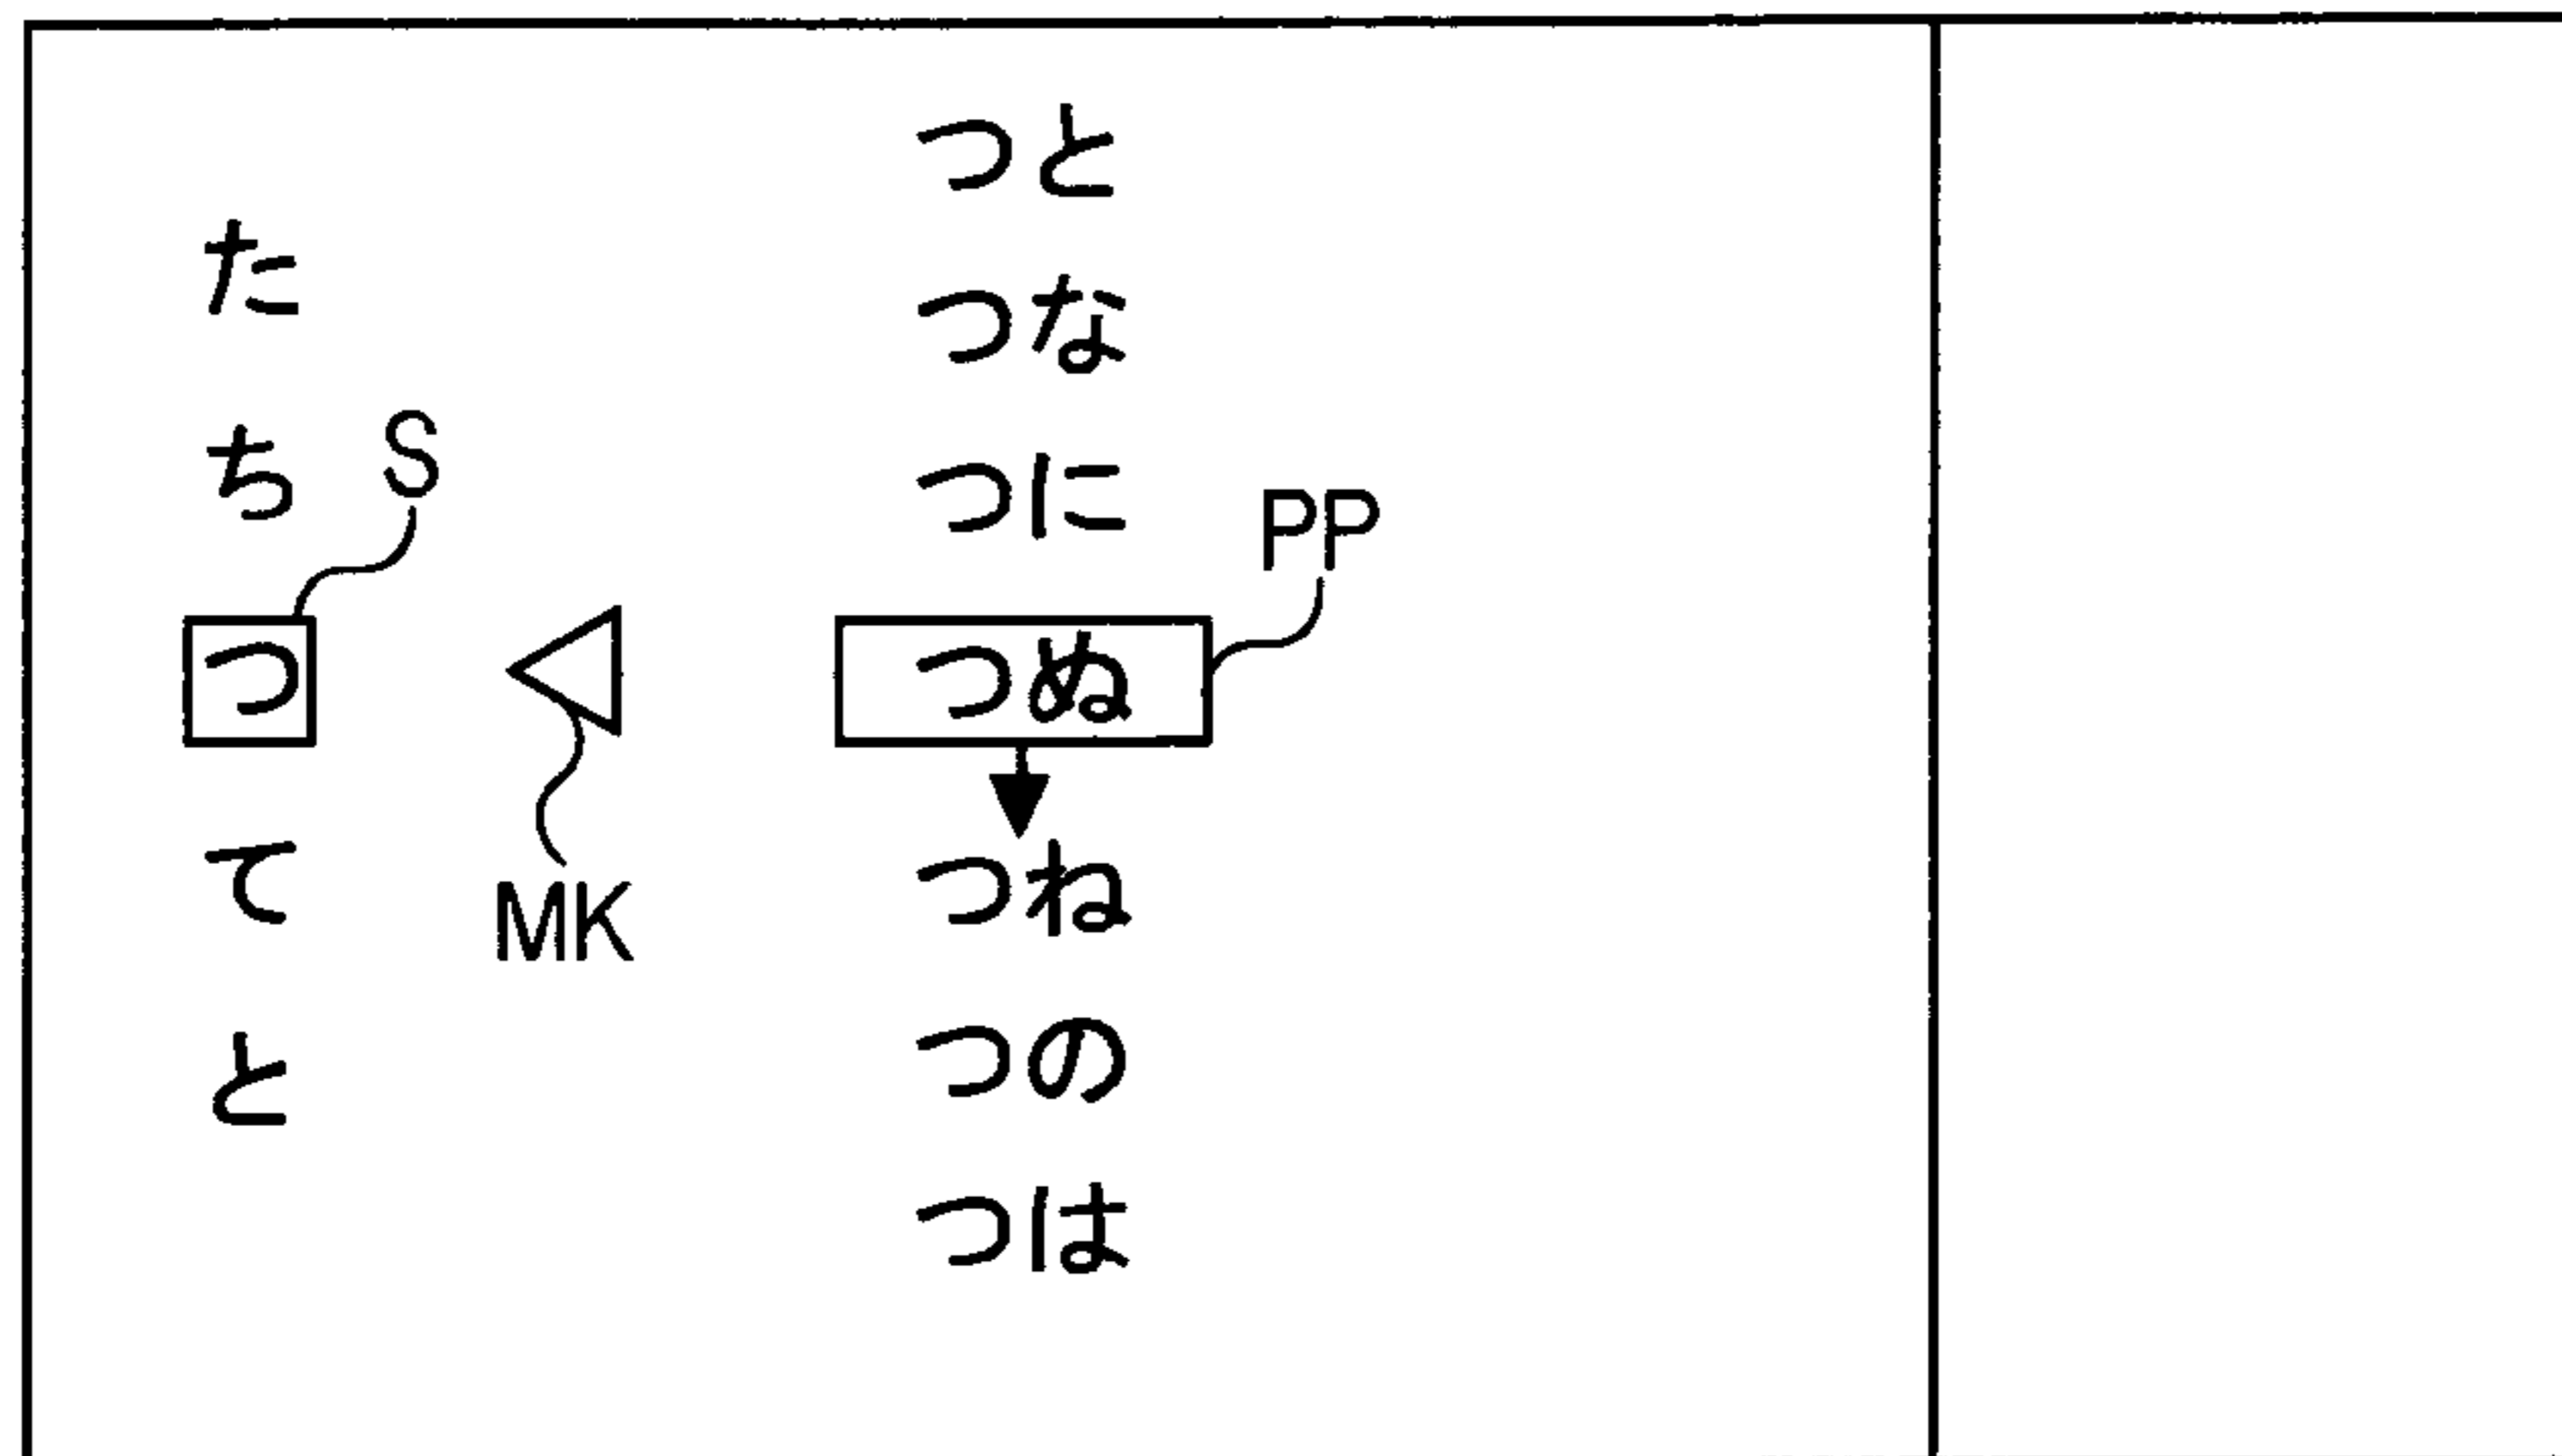 つと
た
つな
ち
S
つに
PP
つ
つぬ
て
MK
つね
と
つの
つは